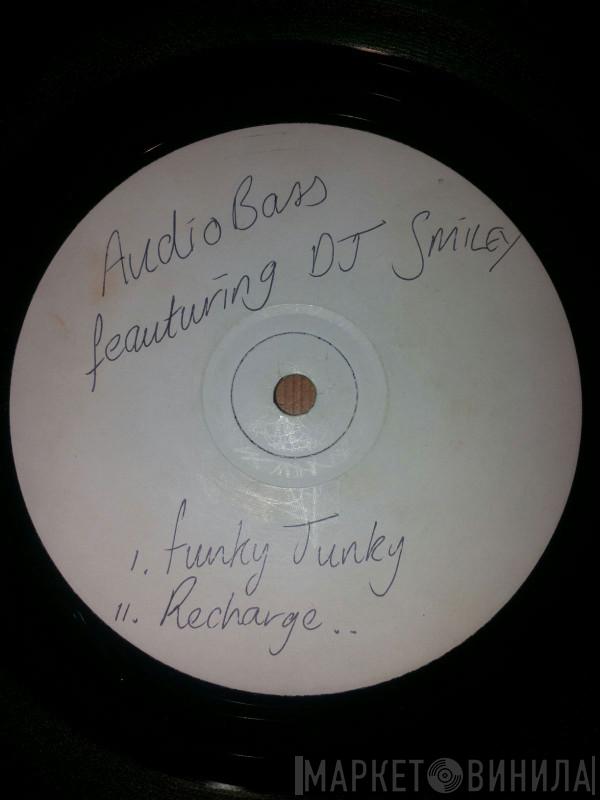 AudioBass
feauturing DJ SMiLEY
I. funky Junky
II. Recharge..
МАРКЕТ ВИНИЛА